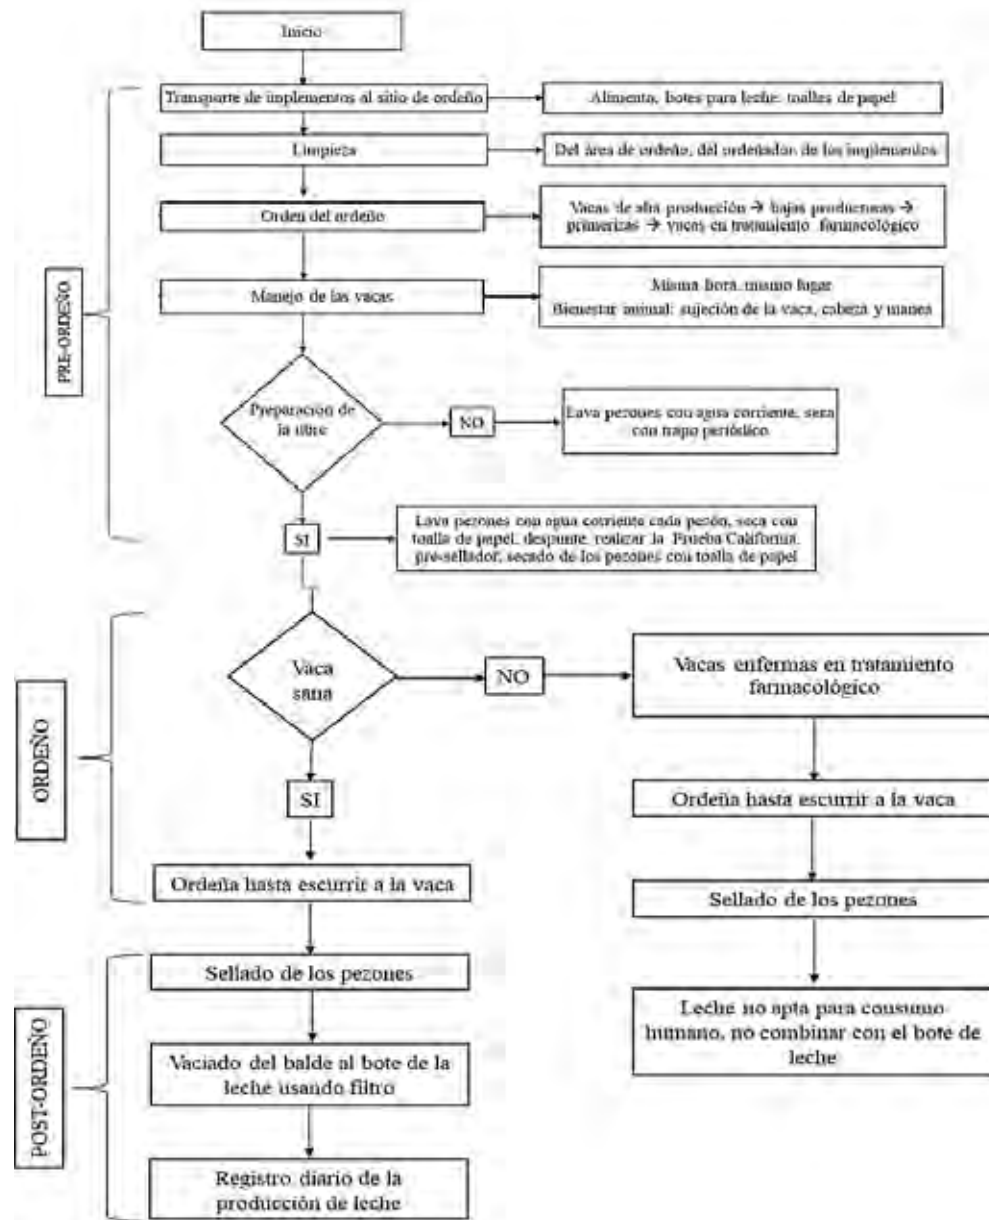 Inicio
Transporte de implementos al sitio de ordeño
Alimento, botes para leche, toallas de papel
Limpieza
Del área de ordeño, del ordeñador de los implementos
Orden del ordeño
Vacas de alta producción → bajas productoras →
primerizas → vacas en tratamiento farmacológico
Manejo de las vacas
Misma hora, mismo lugar
Bienestar animal: sujeción de la vaca, cabeza y manea
PRE-ORDEÑO
Preparación de
la ubre
NO
Lava pezones con agua corriente, seca
con trapo periódico
SI
Lava pezones con agua corriente cada pezón, seca con
toalla de papel, despunte, realizar la Prueba California,
pre-sellador, secado de los pezones con toalla de papel
ORDEÑO
Vaca
sana
NO
Vacas enfermas en tratamiento
farmacológico
SI
Ordeña hasta escurrir a la vaca
Ordeña hasta escurrir a la vaca
Sellado de los pezones
POST-ORDEÑO
Sellado de los pezones
Leche no apta para consumo
humano, no combinar con el bote de
leche
Vaciado del balde al bote de la
leche usando filtro
Registro diario de la
producción de leche